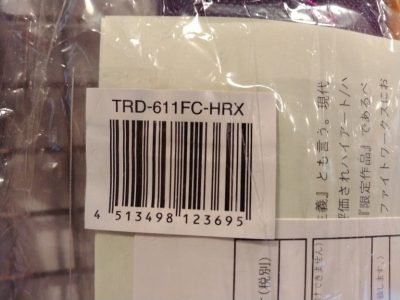 TRD-611FC-HRX
4 513498 123695
ファイトワークスにお
『限定作品』であるべ
評価されハイアート/ハ
義』とも言う。現代
(税別)